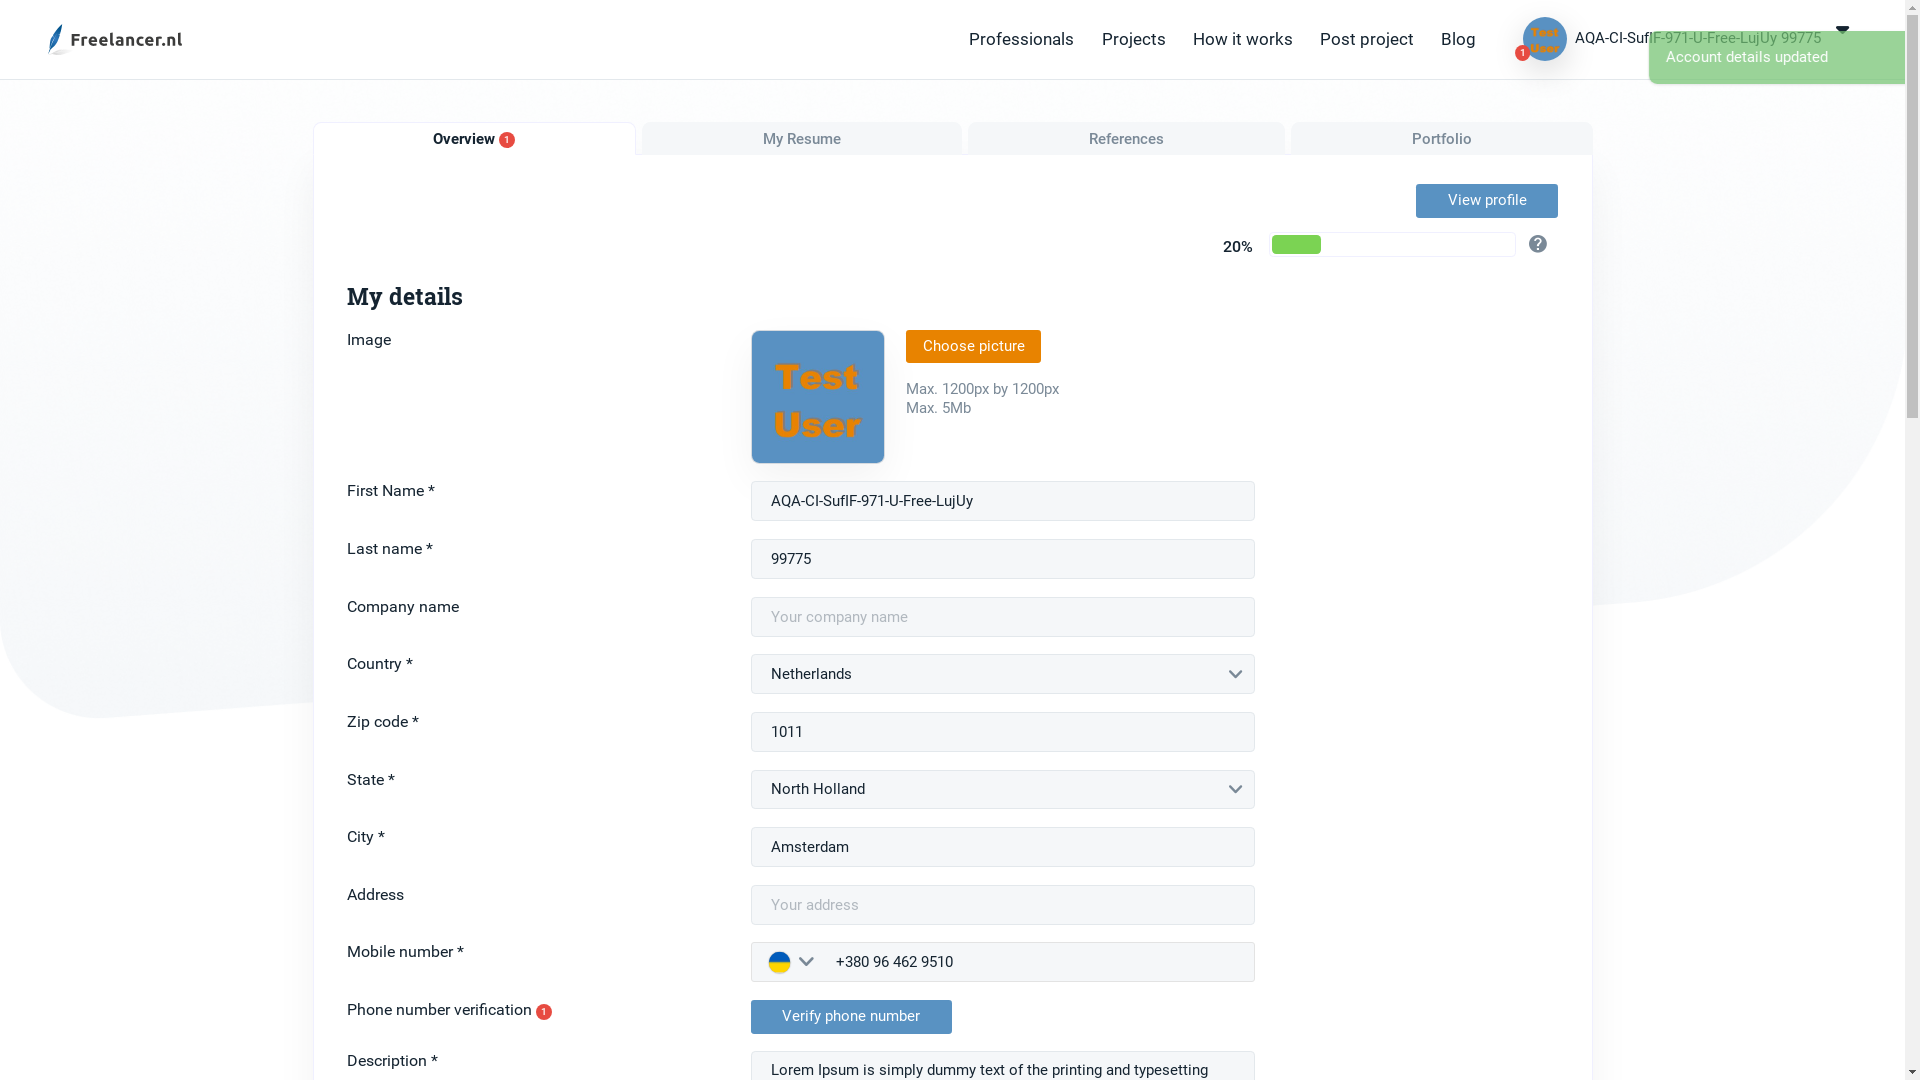 Freelancer.nl
Professionals
Projects
How it works
Post project
Blog
Test
User
1
AQA-CI-SuflF-971-U-Free-LujUy 99775
Account details updated
Overview 1
My Resume
References
Portfolio
View profile
20%
?
My details
Image
Test
User
Choose picture
Max. 1200px by 1200px
Max. 5Mb
First Name *
AQA-CI-SuflF-971-U-Free-LujUy
Last name *
99775
Company name
Your company name
Country *
Netherlands
Zip code *
1011
State *
North Holland
City *
Amsterdam
Address
Your address
Mobile number *
+380 96 462 9510
Phone number verification 1
Verify phone number
Description *
Lorem Ipsum is simply dummy text of the printing and typesetting